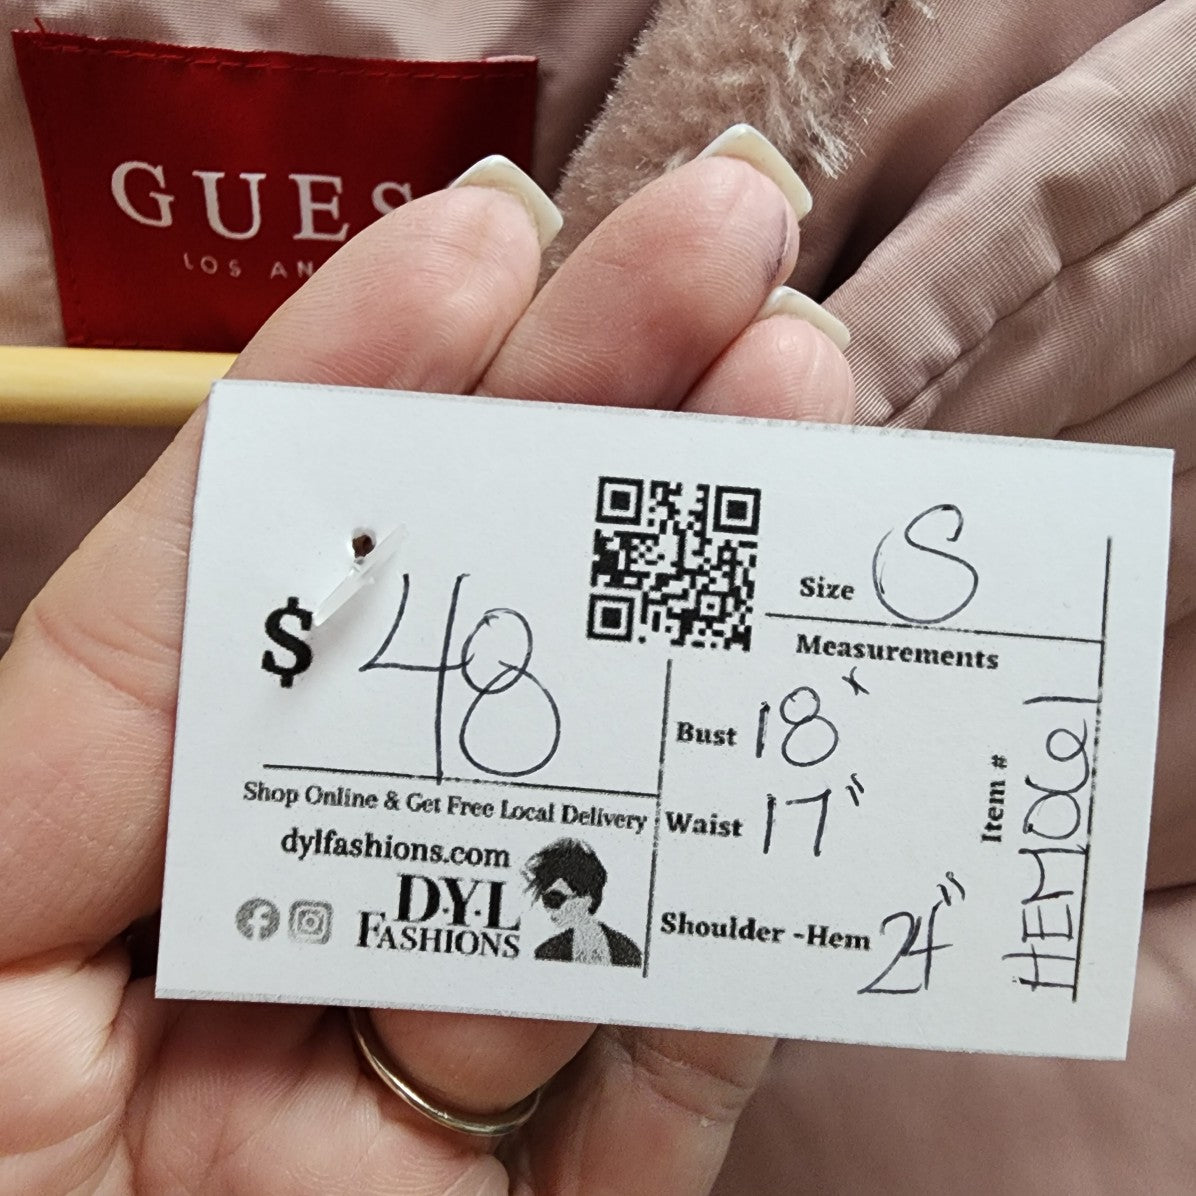 GUES
LOS AN
$ 48
Size S
Measurements
Bust 18"
Waist 17"
Shoulder -Hem 24"
Item #
Shop Online & Get Free Local Delivery
dylfashions.com
D·Y·L
FASHIONS